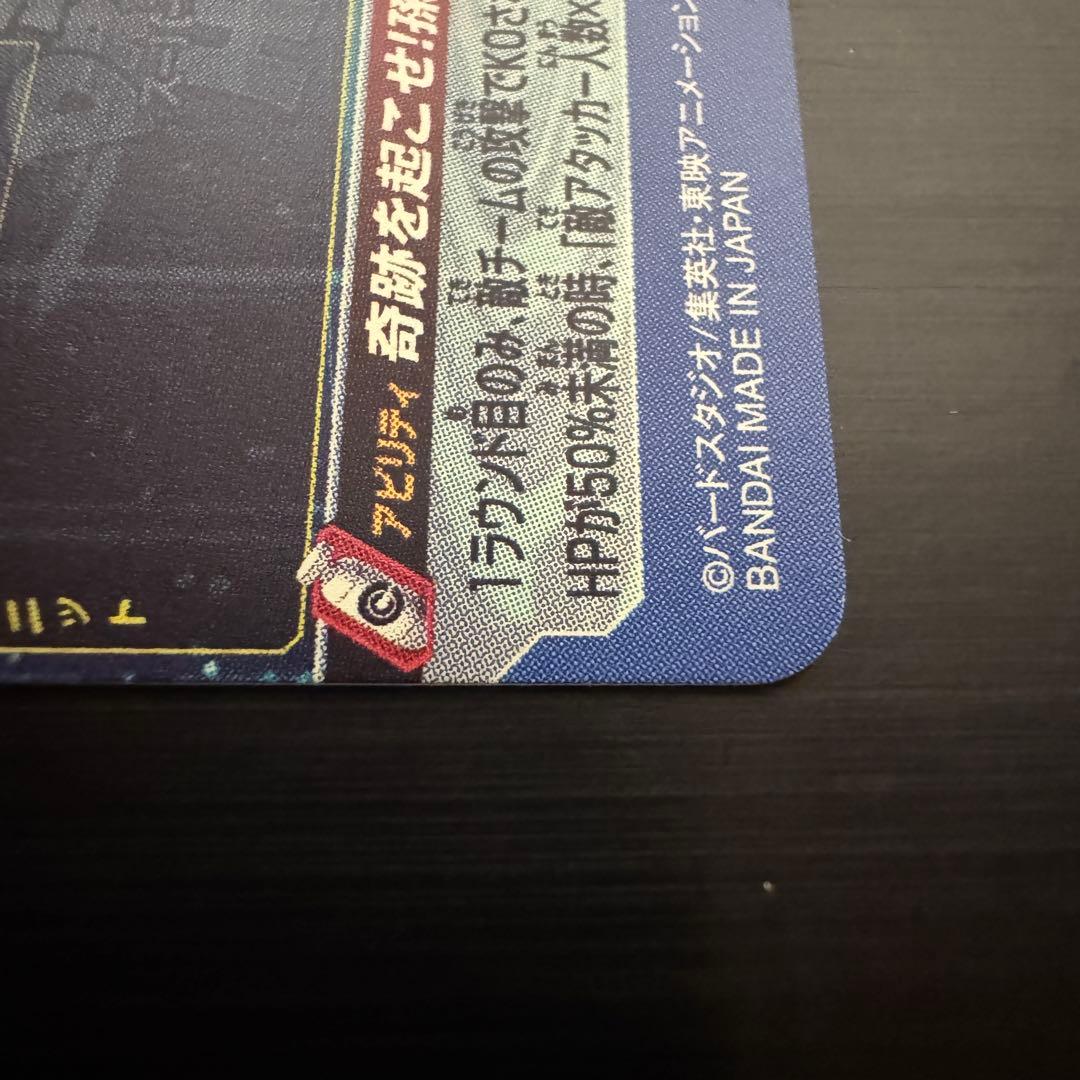 ニット
アビリティ 奇跡を起こせ!孫
1ラウンド目のみ、敵チームの攻撃でKOさ
HPが50%未満の時、「敵アタッカー人数×
©バードスタジオ/集英社・東映アニメーション
BANDAI MADE IN JAPAN